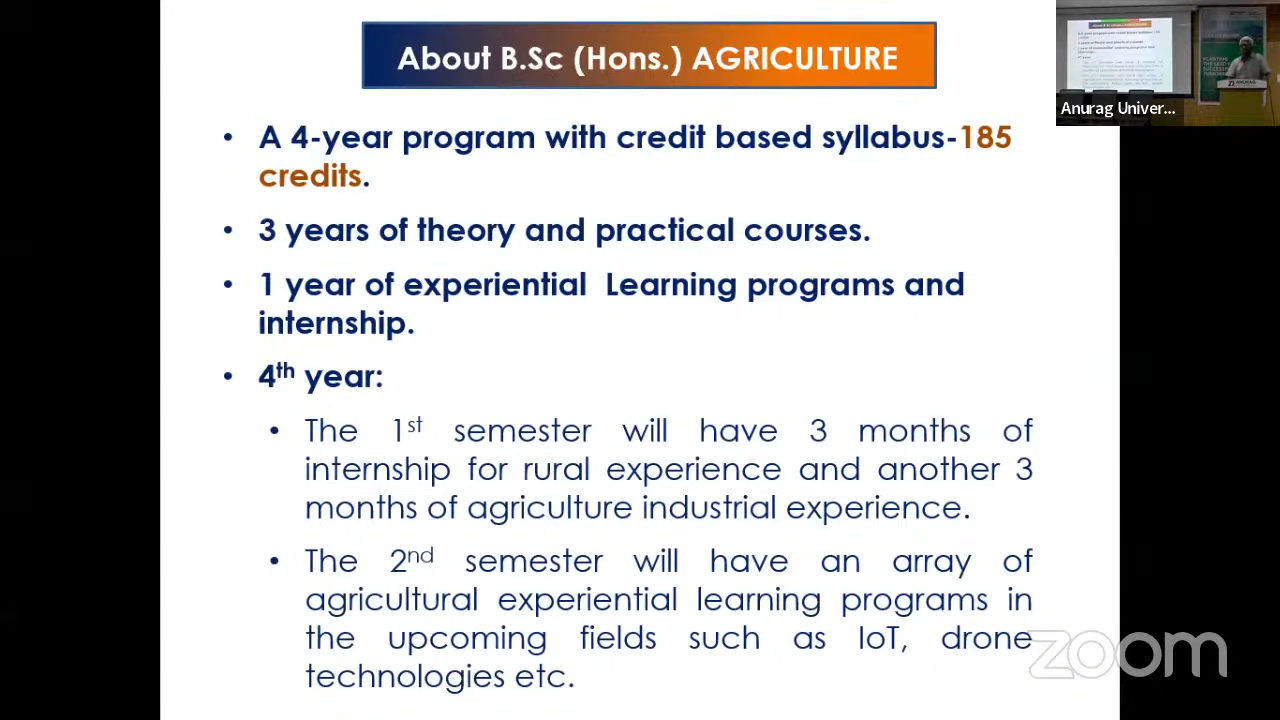 About B.Sc (Hons.) AGRICULTURE
Anurag Univer...
• A 4-year program with credit based syllabus-185
credits.
• 3 years of theory and practical courses.
• 1 year of experiential Learning programs and
internship.
• 4th year:
• The 1st semester will have 3 months of
internship for rural experience and another 3
months of agriculture industrial experience.
• The 2nd semester will have an array of
agricultural experiential learning programs in
the upcoming fields such as IoT, drone
technologies etc.
zoom